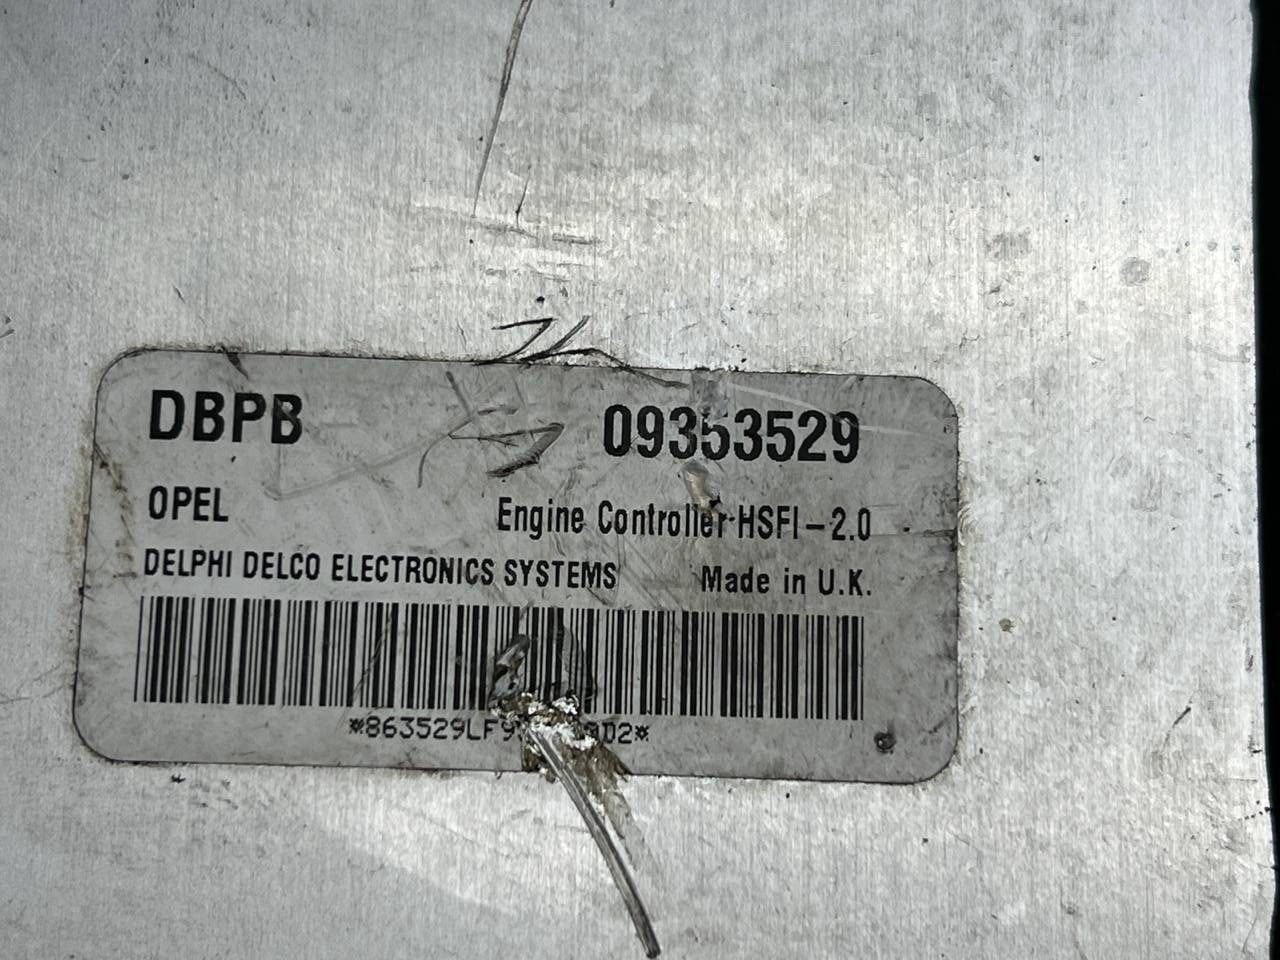 DBPB 09353529
OPEL Engine Controller-HSFI-2.0
DELPHI DELCO ELECTRONICS SYSTEMS Made in U.K.